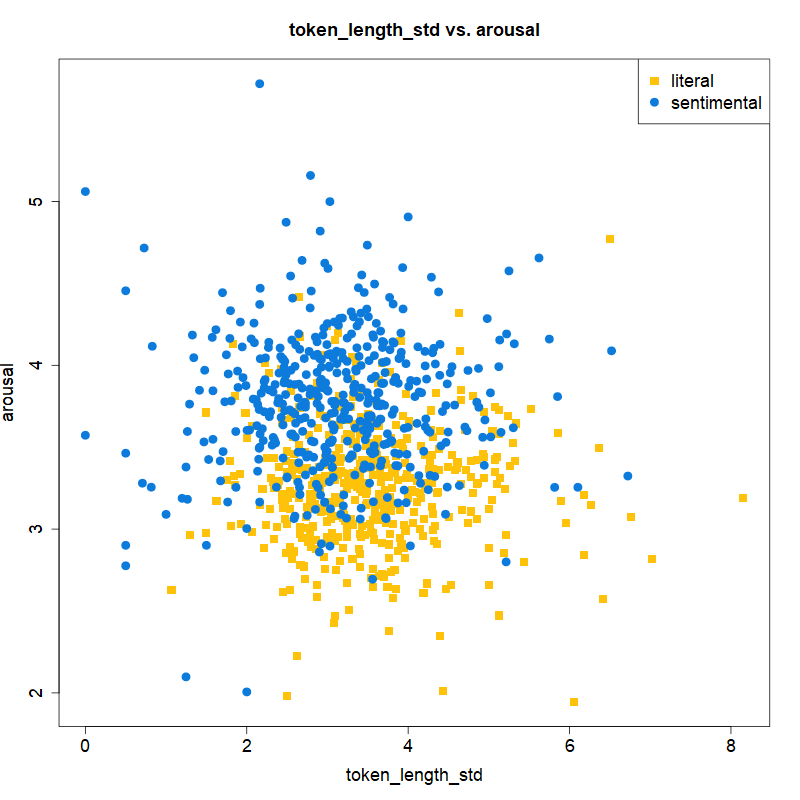 token_length_std vs. arousal
literal
sentimental
arousal
5
4
3
2
0 2 4 6 8
token_length_std